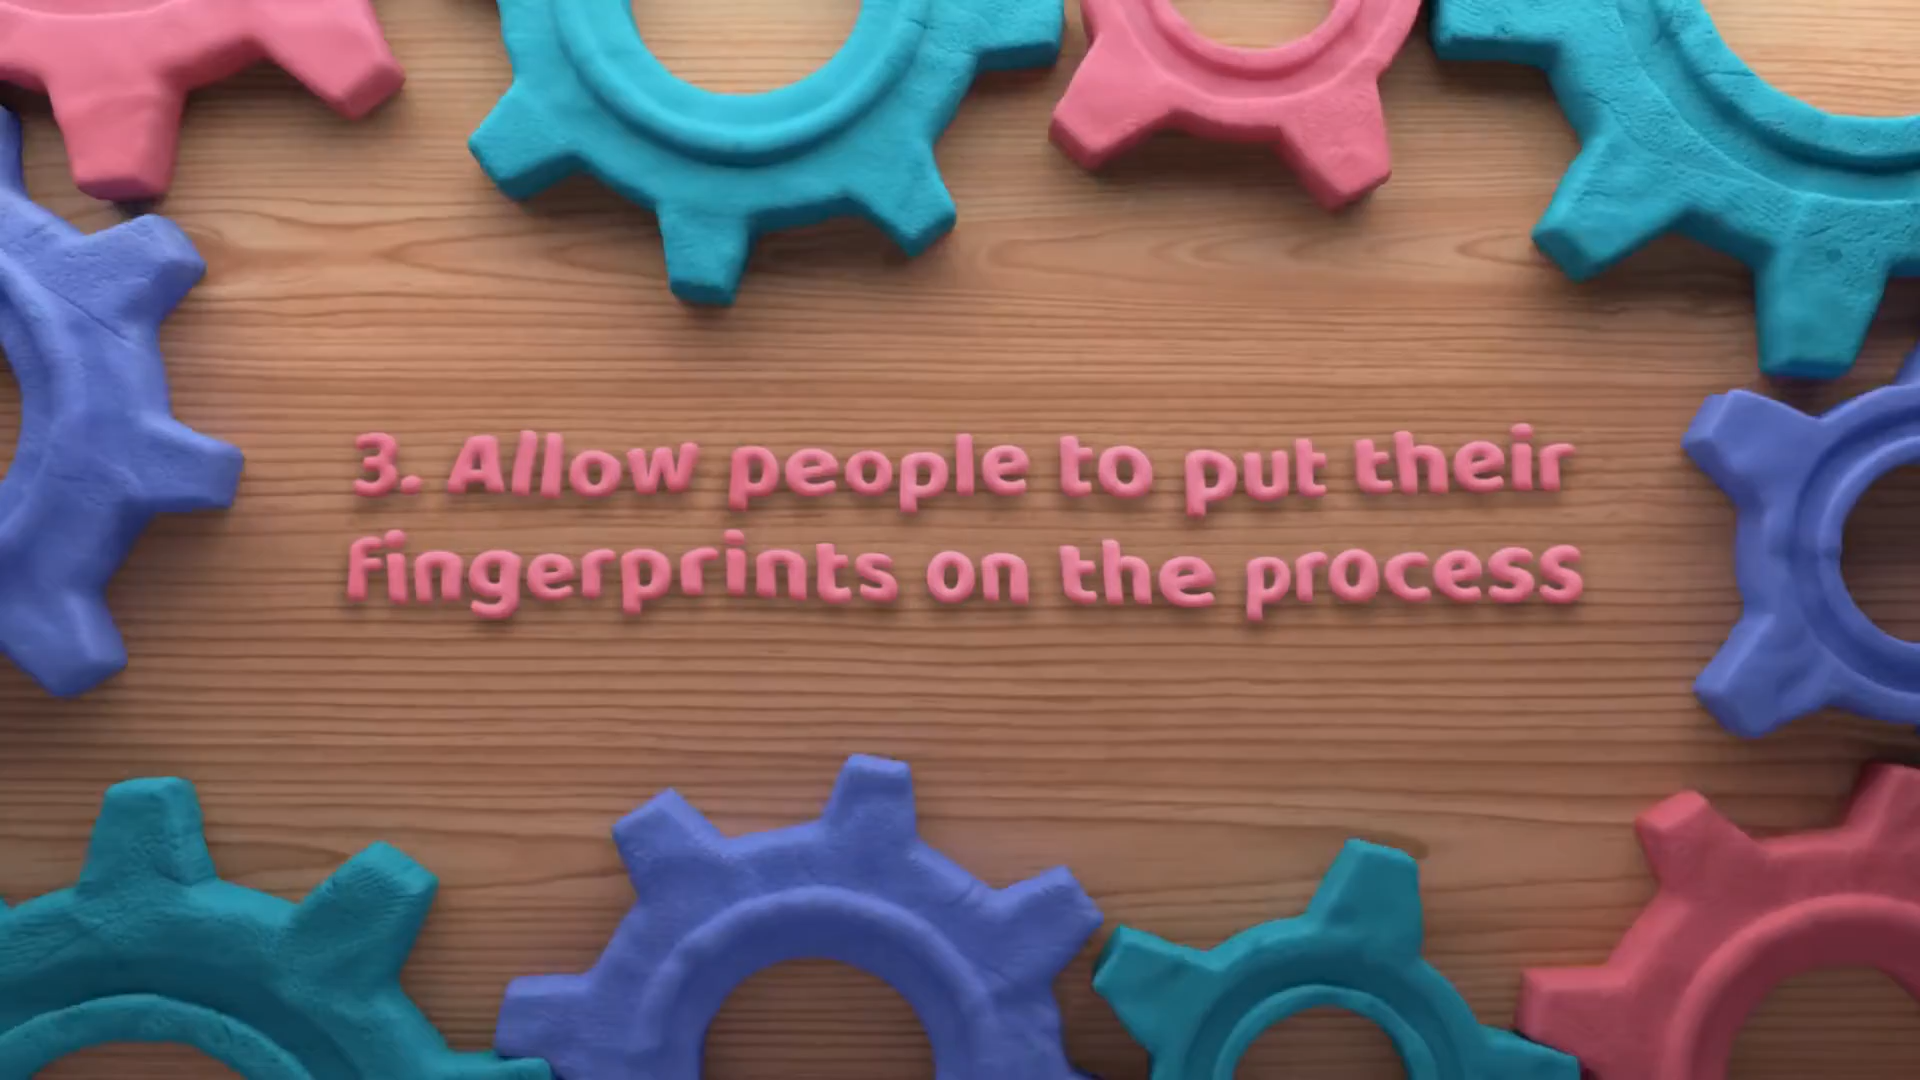 3. Allow people to put their
fingerprints on the process